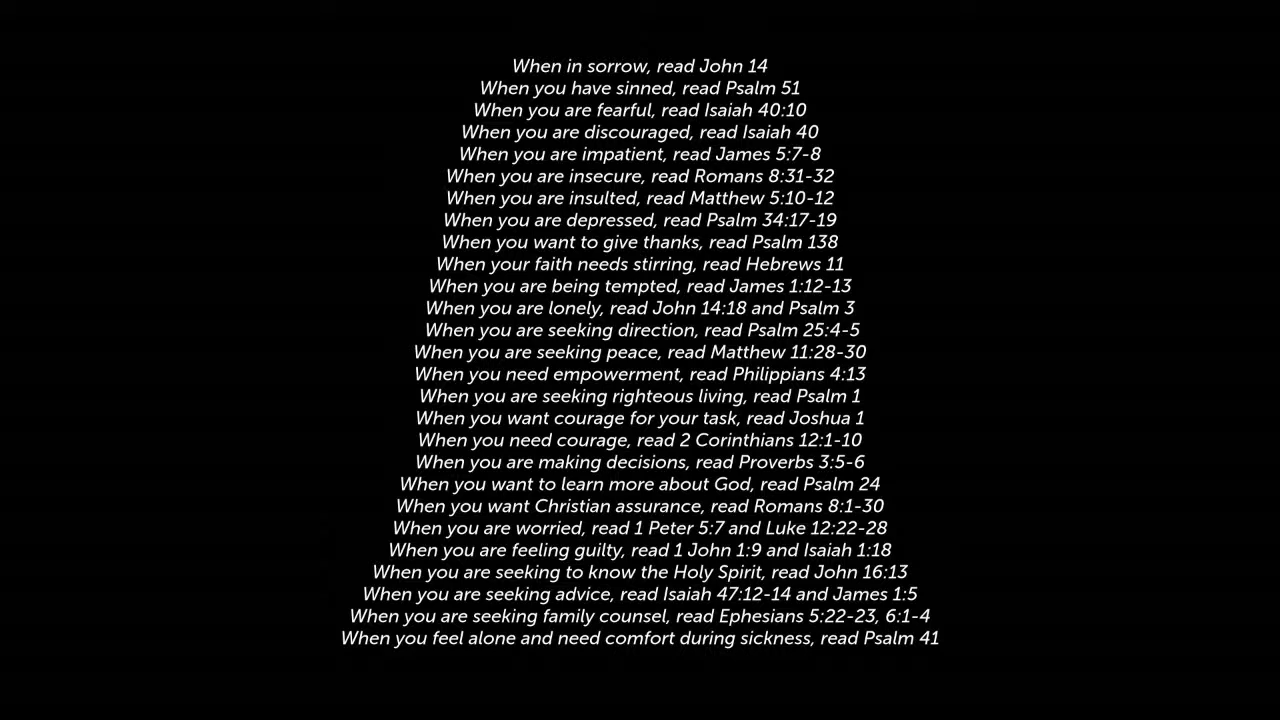 When in sorrow, read John 14
When you have sinned, read Psalm 51
When you are fearful, read Isaiah 40:10
When you are discouraged, read Isaiah 40
When you are impatient, read James 5:7-8
When you are insecure, read Romans 8:31-32
When you are insulted, read Matthew 5:10-12
When you are depressed, read Psalm 34:17-19
When you want to give thanks, read Psalm 138
When your faith needs stirring, read Hebrews 11
When you are being tempted, read James 1:12-13
When you are lonely, read John 14:18 and Psalm 3
When you are seeking direction, read Psalm 25:4-5
When you are seeking peace, read Matthew 11:28-30
When you need empowerment, read Philippians 4:13
When you are seeking righteous living, read Psalm 1
When you want courage for your task, read Joshua 1
When you need courage, read 2 Corinthians 12:1-10
When you are making decisions, read Proverbs 3:5-6
When you want to learn more about God, read Psalm 24
When you want Christian assurance, read Romans 8:1-30
When you are worried, read 1 Peter 5:7 and Luke 12:22-28
When you are feeling guilty, read 1 John 1:9 and Isaiah 1:18
When you are seeking to know the Holy Spirit, read John 16:13
When you are seeking advice, read Isaiah 47:12-14 and James 1:5
When you are seeking family counsel, read Ephesians 5:22-23, 6:1-4
When you feel alone and need comfort during sickness, read Psalm 41